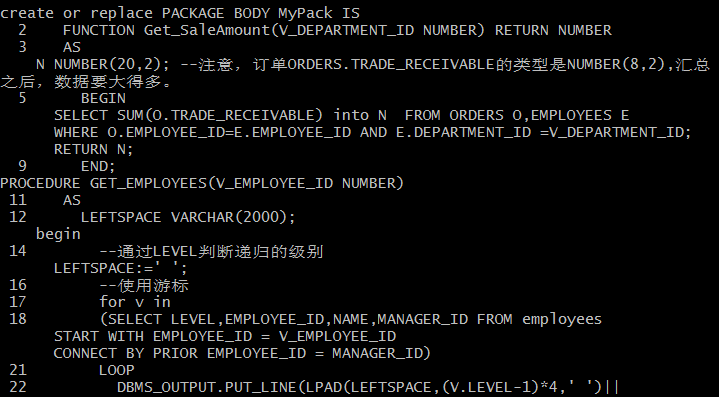 create or replace PACKAGE BODY MyPack IS
2 FUNCTION Get_SaleAmount(V_DEPARTMENT_ID NUMBER) RETURN NUMBER
3 AS
N NUMBER(20,2); --注意，订单ORDERS.TRADE_RECEIVABLE的类型是NUMBER(8,2),汇总
之后，数据要大得多。
5 BEGIN
SELECT SUM(O.TRADE_RECEIVABLE) into N FROM ORDERS O,EMPLOYEES E
WHERE O.EMPLOYEE_ID=E.EMPLOYEE_ID AND E.DEPARTMENT_ID =V_DEPARTMENT_ID;
RETURN N;
9 END;
PROCEDURE GET_EMPLOYEES(V_EMPLOYEE_ID NUMBER)
11 AS
12 LEFTSPACE VARCHAR(2000);
begin
14 --通过LEVEL判断递归的级别
LEFTSPACE:=' ';
16 --使用游标
17 for v in
18 (SELECT LEVEL,EMPLOYEE_ID,NAME,MANAGER_ID FROM employees
START WITH EMPLOYEE_ID = V_EMPLOYEE_ID
CONNECT BY PRIOR EMPLOYEE_ID = MANAGER_ID)
21 LOOP
22 DBMS_OUTPUT.PUT_LINE(LPAD(LEFTSPACE,(V.LEVEL-1)*4,' ')||